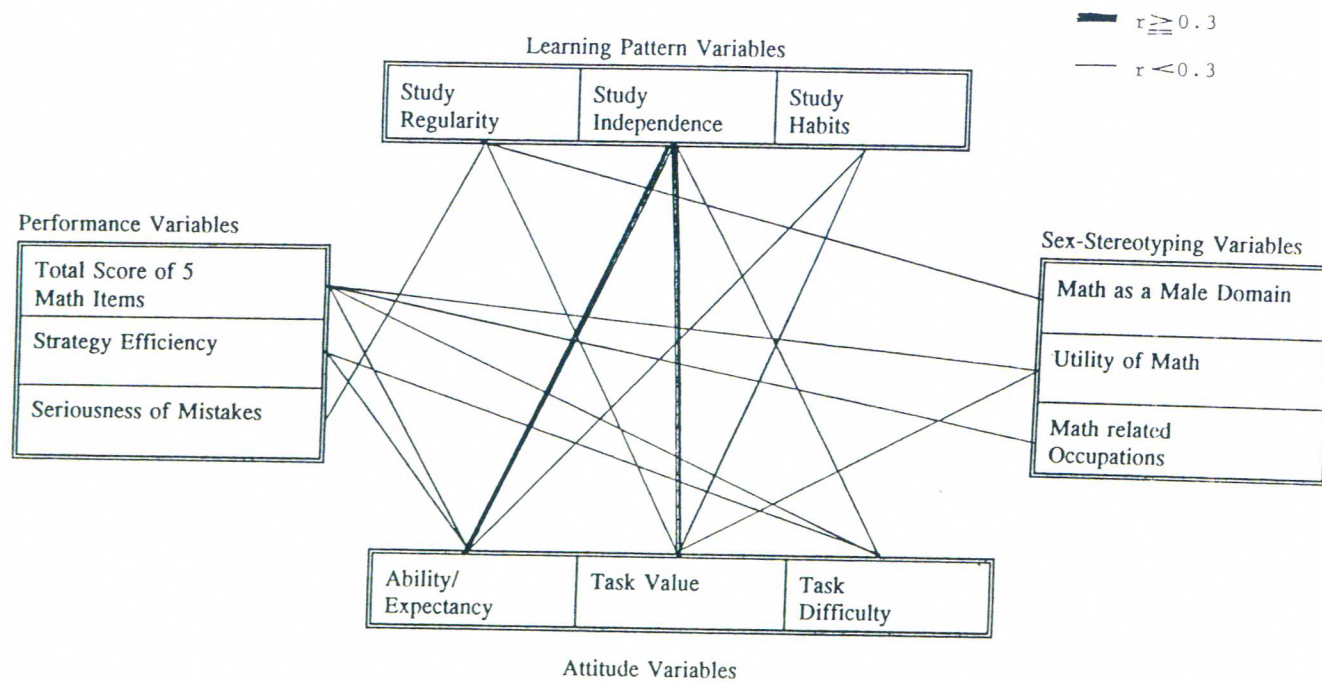 r ≧ 0.3
r < 0.3
Learning Pattern Variables
Study
Regularity
Study
Independence
Study
Habits
Performance Variables
Total Score of 5
Math Items
Strategy Efficiency
Seriousness of Mistakes
Sex-Stereotyping Variables
Math as a Male Domain
Utility of Math
Math related
Occupations
Ability/
Expectancy
Task Value
Task
Difficulty
Attitude Variables